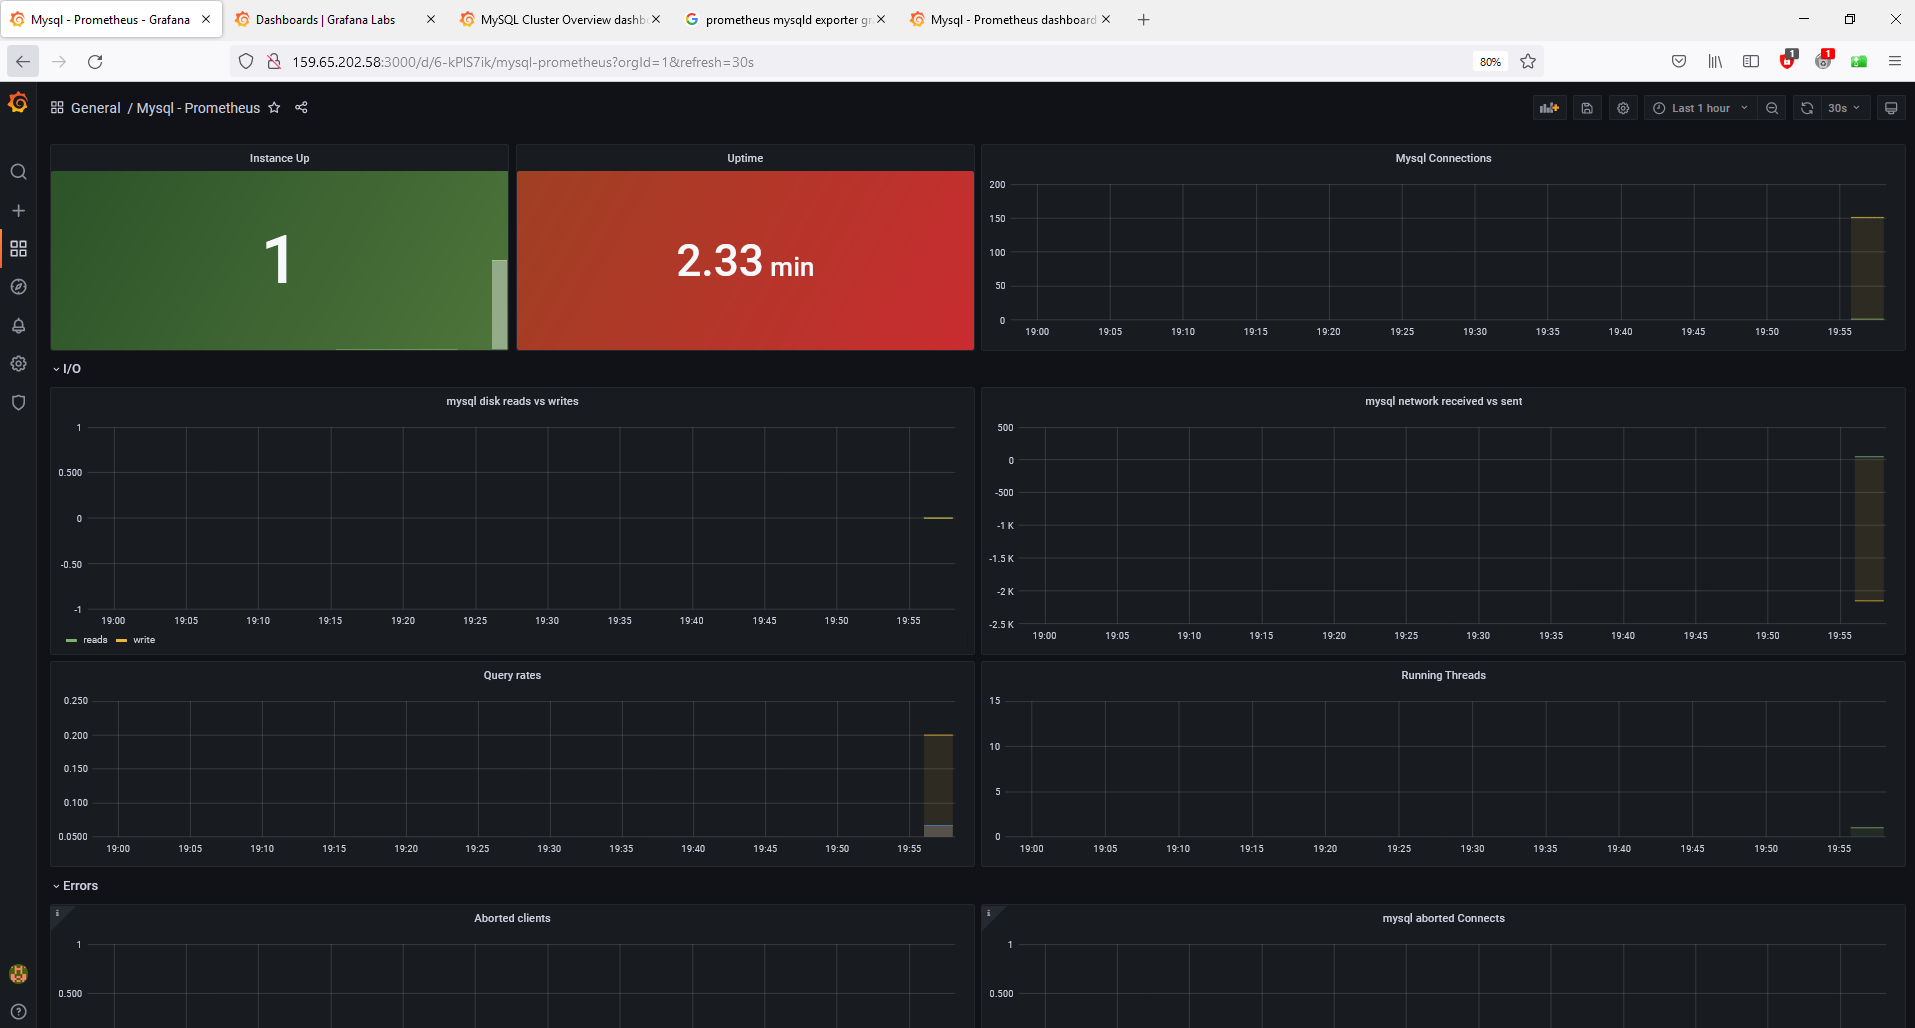 Mysql - Prometheus - Grafana
Dashboards | Grafana Labs
MySQL Cluster Overview dashb
prometheus mysqld exporter gr
Mysql - Prometheus dashboard
159.65.202.58:3000/d/6-kPlS7ik/mysql-prometheus?orgId=1&refresh=30s
80%
1
1
General / Mysql - Prometheus
Last 1 hour
30s
Instance Up
1
Uptime
2.33 min
Mysql Connections
200
150
100
50
0
19:00 19:05 19:10 19:15 19:20 19:25 19:30 19:35 19:40 19:45 19:50 19:55
I/O
mysql disk reads vs writes
1
0.500
0
-0.50
-1
19:00 19:05 19:10 19:15 19:20 19:25 19:30 19:35 19:40 19:45 19:50 19:55
reads write
mysql network received vs sent
500
0
-500
-1 K
-1.5 K
-2 K
-2.5 K
19:00 19:05 19:10 19:15 19:20 19:25 19:30 19:35 19:40 19:45 19:50 19:55
Query rates
0.250
0.200
0.150
0.100
0.0500
19:00 19:05 19:10 19:15 19:20 19:25 19:30 19:35 19:40 19:45 19:50 19:55
Running Threads
15
10
5
0
19:00 19:05 19:10 19:15 19:20 19:25 19:30 19:35 19:40 19:45 19:50 19:55
Errors
Aborted clients
1
0.500
mysql aborted Connects
1
0.500